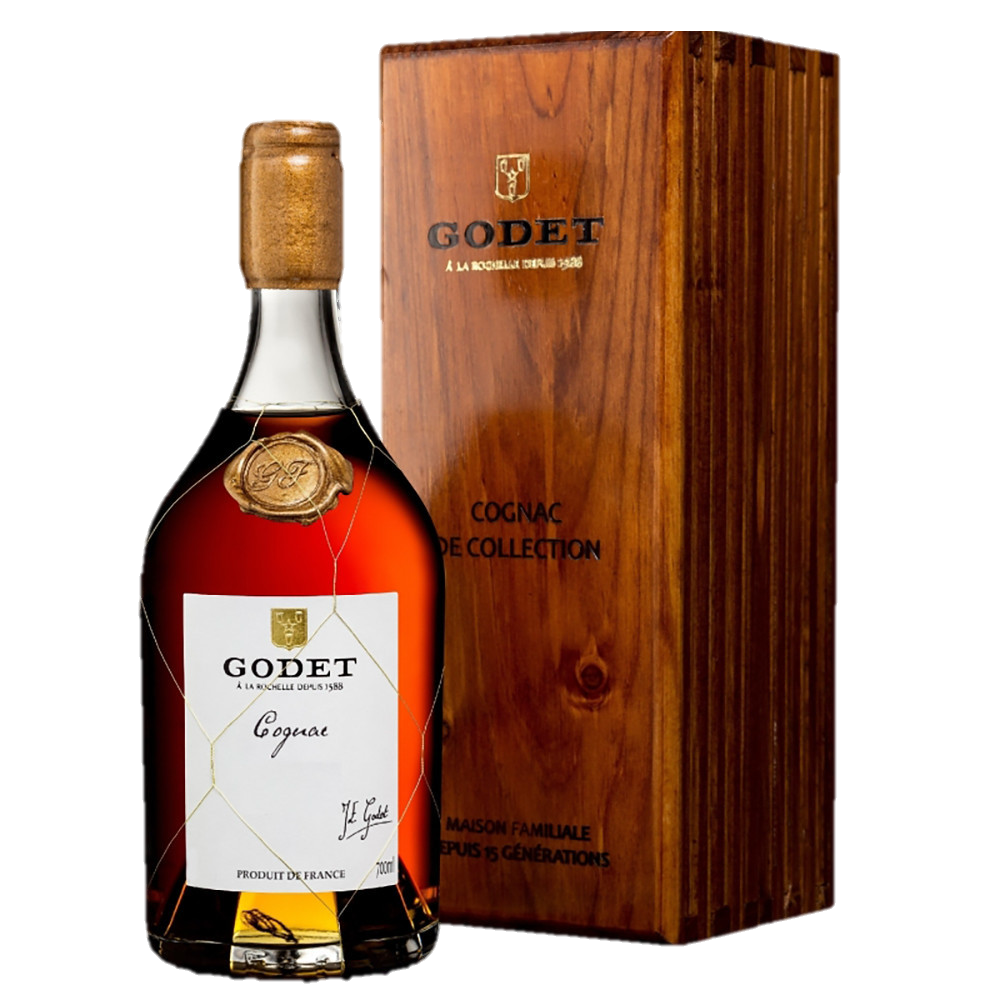 GODET
À LA ROCHELLE DEPUIS 1588
COGNAC
DE COLLECTION
MAISON FAMILIALE
DEPUIS 15 GÉNÉRATIONS
GF
GODET
À LA ROCHELLE DEPUIS 1588
Cognac
J.E. Godet
PRODUIT DE FRANCE
700ml